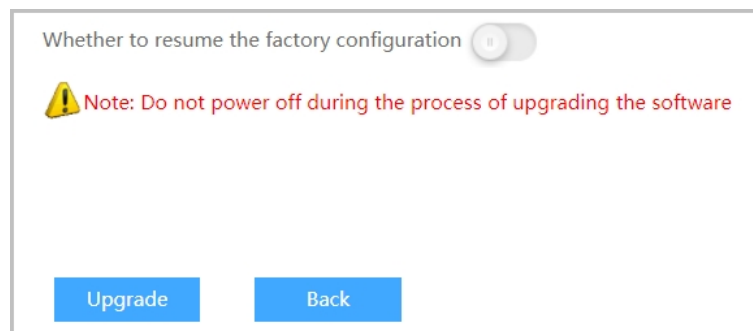 Whether to resume the factory configuration
Note: Do not power off during the process of upgrading the software
Upgrade
Back